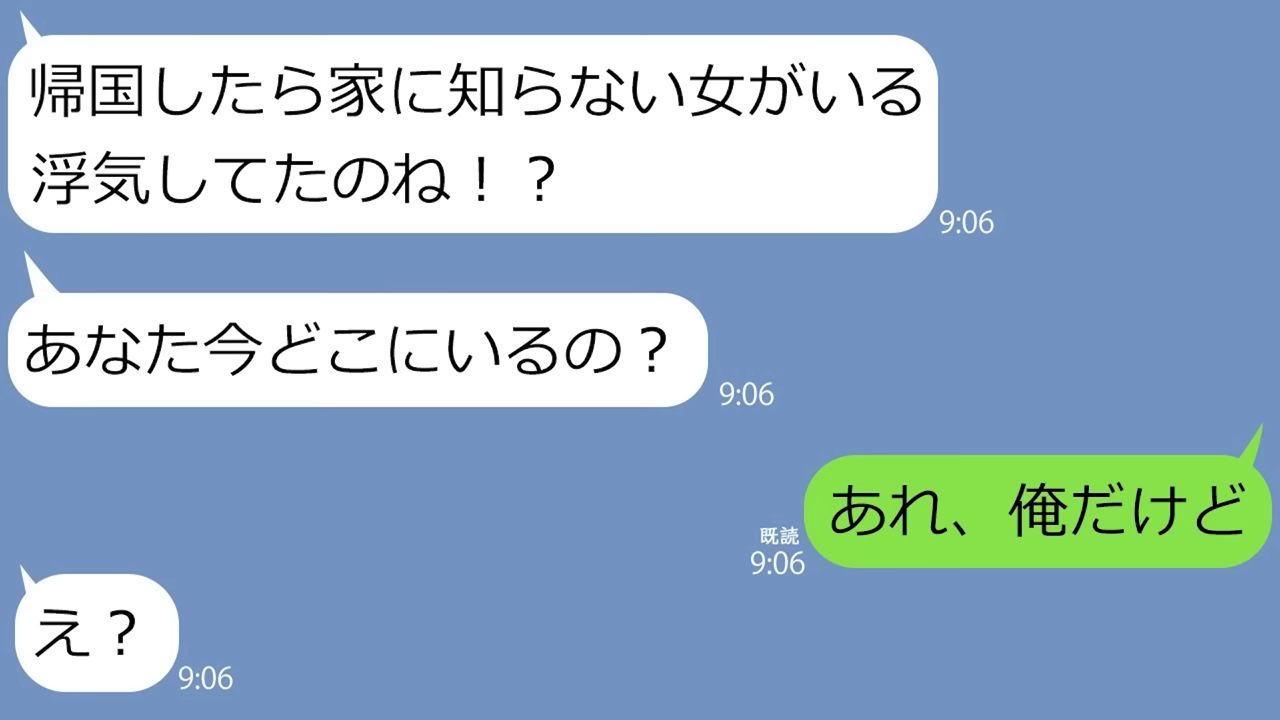 帰国したら家に知らない女がいる
浮気してたのね！？
9:06
あなた今どこにいるの？
9:06
あれ、俺だけど
既読
9:06
え？
9:06